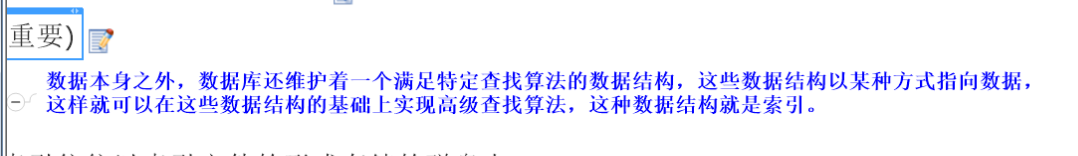 重要)
数据本身之外，数据库还维护着一个满足特定查找算法的数据结构，这些数据结构以某种方式指向数据，
这样就可以在这些数据结构的基础上实现高级查找算法，这种数据结构就是索引。